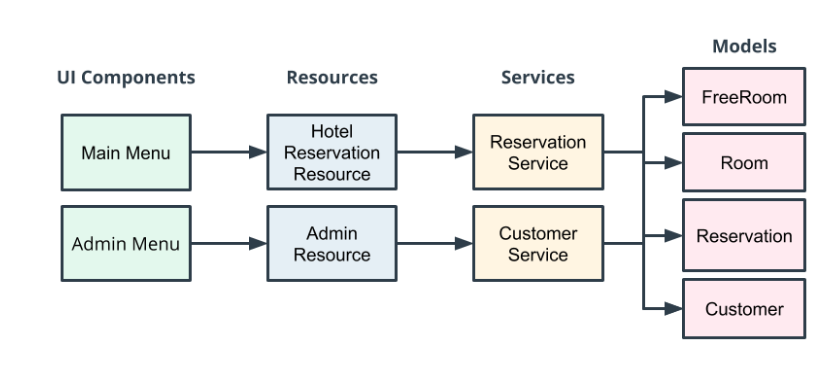 Models
UI Components
Resources
Services
FreeRoom
Main Menu
Hotel
Reservation
Resource
Reservation
Service
Room
Admin Menu
Admin
Resource
Customer
Service
Reservation
Customer